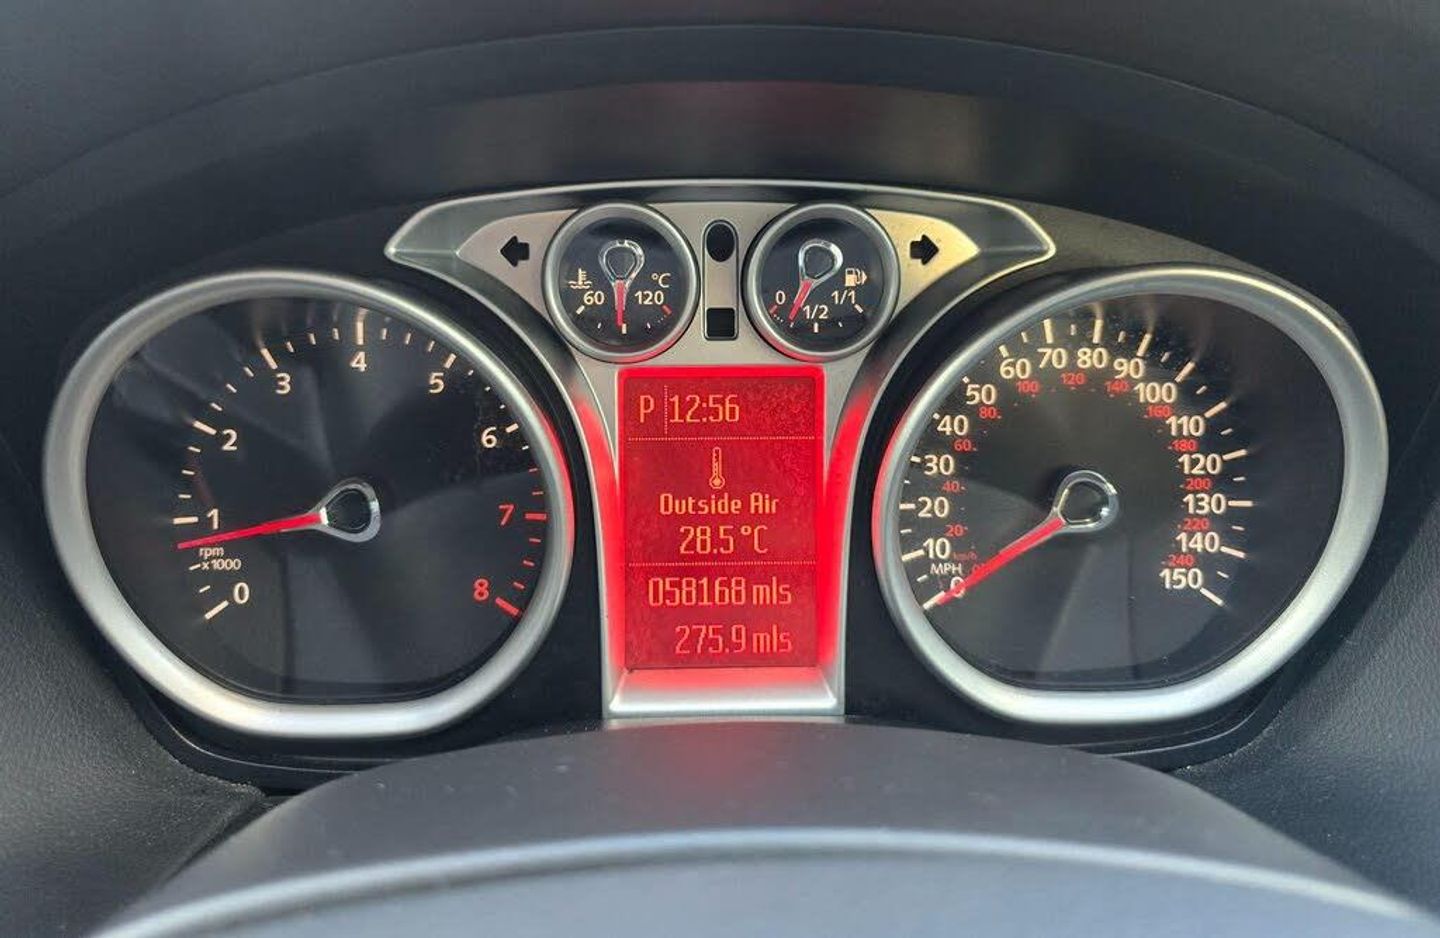 60 120 °C
0 1/2 1/1
0 1 2 3 4 5 6 7 8
rpm
x1000
P 12:56
Outside Air
28.5 °C
058168 mls
275.9 mls
0 10 20 30 40 50 60 70 80 90 100 110 120 130 140 150
MPH
20 40 60 80 100 120 140 160 180 200 220 240
km/h